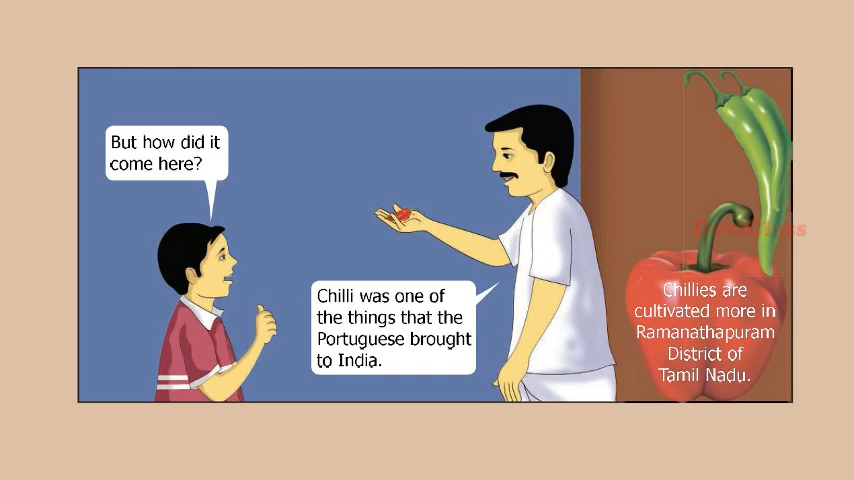 But how did it
come here?
Chilli was one of
the things that the
Portuguese brought
to India.
Chillies are
cultivated more in
Ramanathapuram
District of
Tamil Nadu.